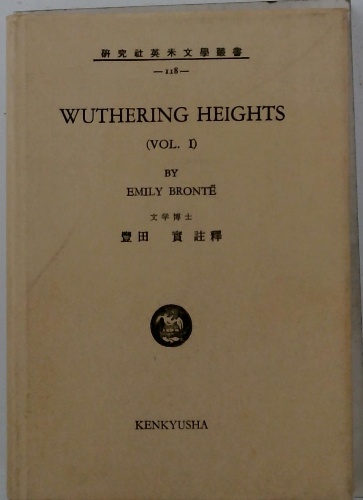 研究社英米文學叢書
—118—
WUTHERING HEIGHTS
(VOL. I)
BY
EMILY BRONTË
文学博士
豐田 實 註釋
KENKYUSHA